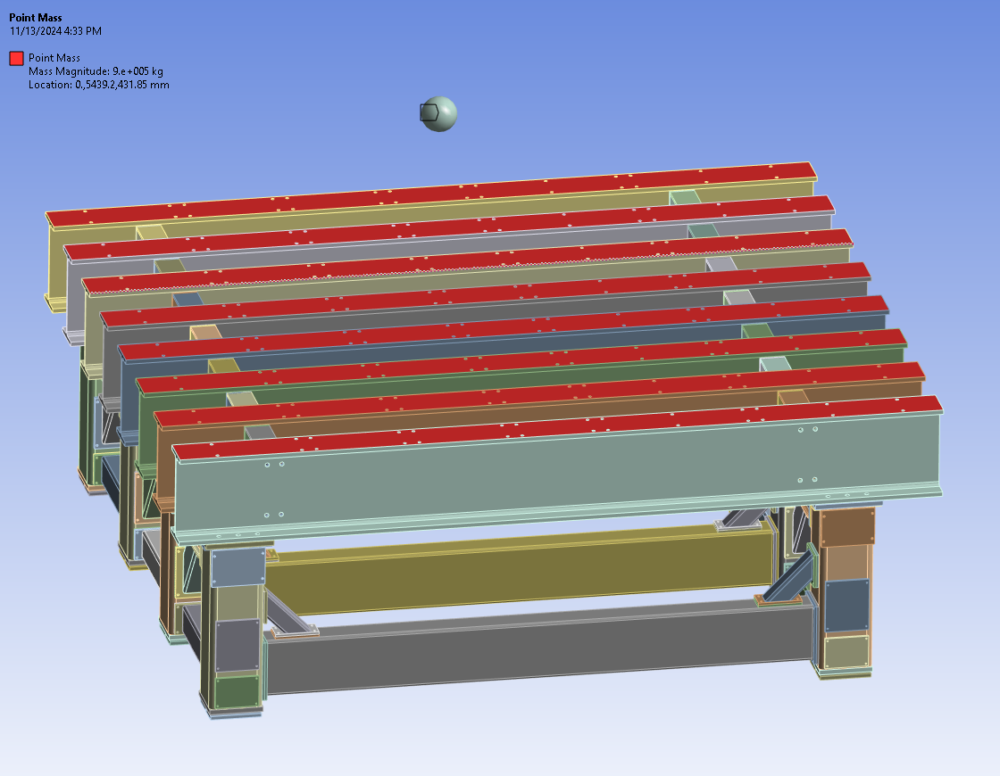 Point Mass
11/13/2024 4:33 PM
Point Mass
Mass Magnitude: 9.e+005 kg
Location: 0.,5439.2,431.85 mm